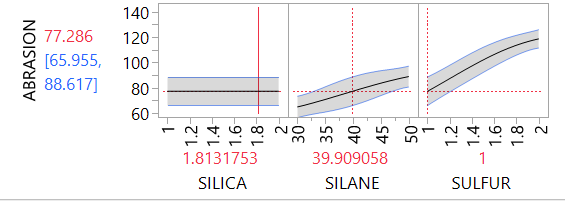 ABRASION
77.286
[65.955,
88.617]
140
120
100
80
60
1 1.2 1.4 1.6 1.8 2
30 35 40 45 50
1 1.2 1.4 1.6 1.8 2
1.8131753 39.909058 1
SILICA SILANE SULFUR